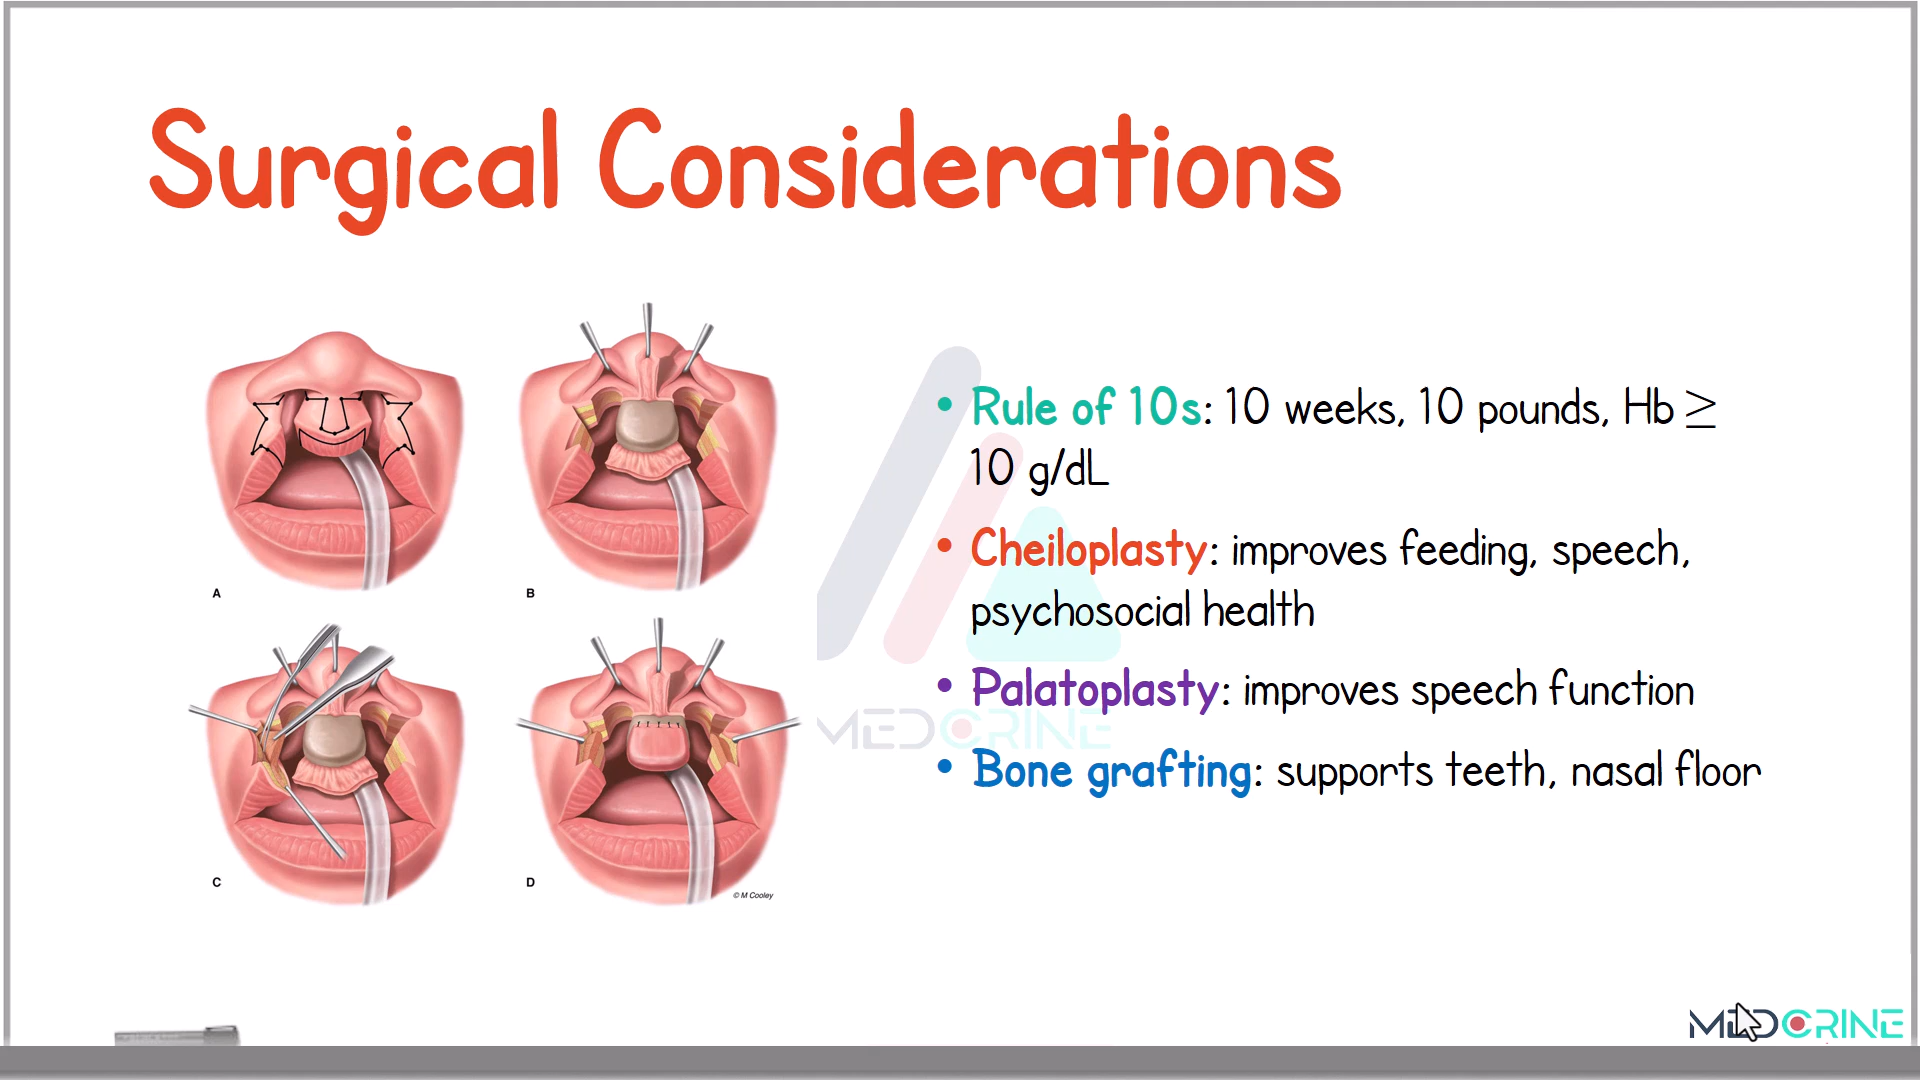 Surgical Considerations
• Rule of 10s: 10 weeks, 10 pounds, Hb ≥
10 g/dL
• Cheiloplasty: improves feeding, speech,
psychosocial health
• Palatoplasty: improves speech function
• Bone grafting: supports teeth, nasal floor
A
B
C
D
© M Cooley
MEDCRINE
MEDCRINE